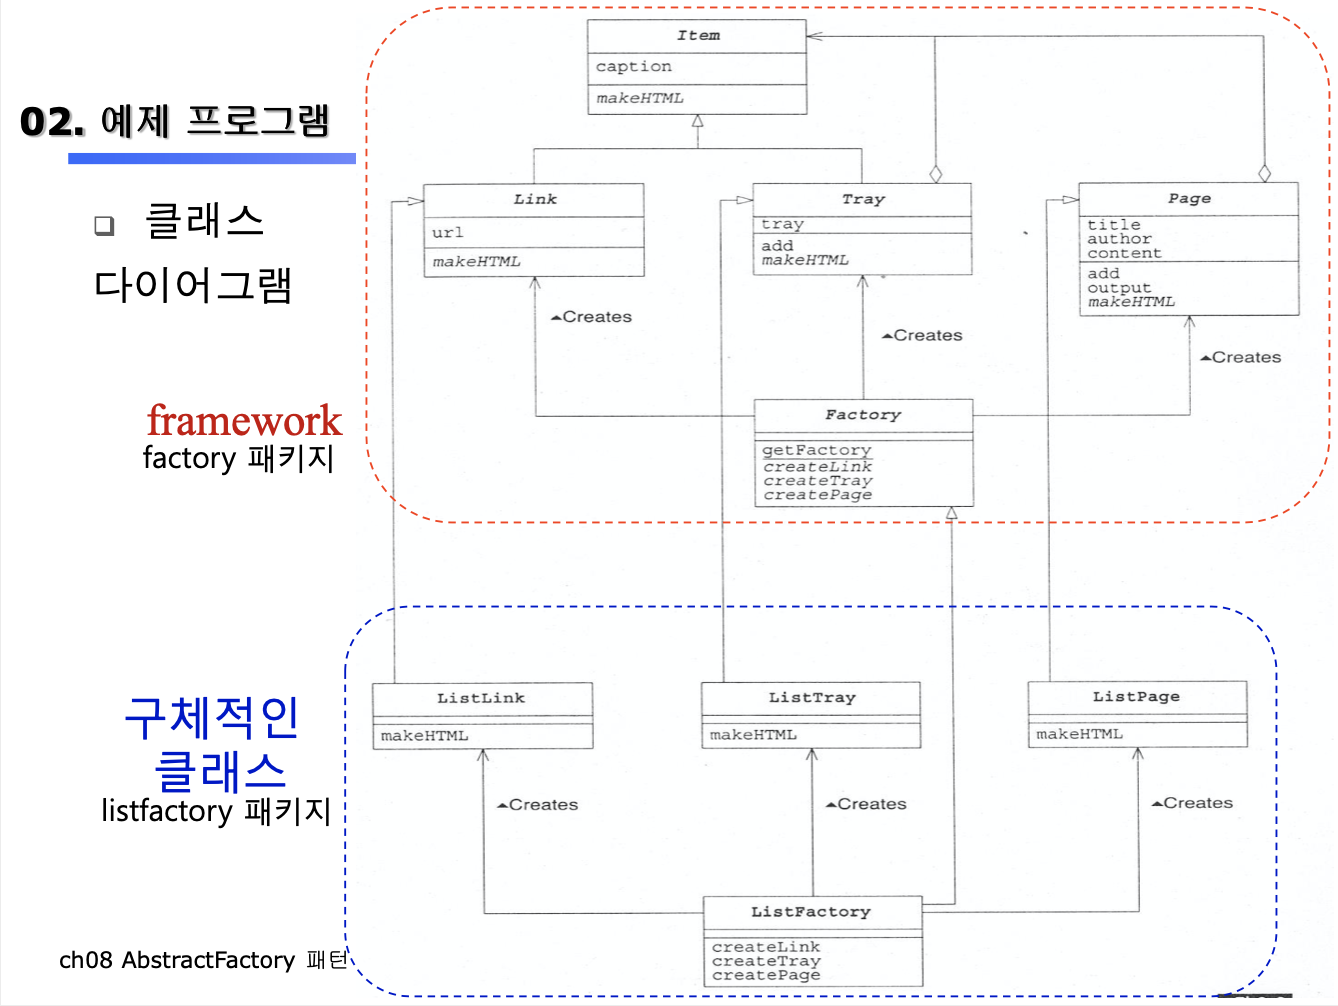 02. 예제 프로그램
❑ 클래스
다이어그램
framework
factory 패키지
구체적인
클래스
listfactory 패키지
ch08 AbstractFactory 패턴
Item
caption
makeHTML
Link
url
makeHTML
Tray
tray
add
makeHTML
Page
title
author
content
add
output
makeHTML
Creates
Creates
Creates
Factory
getFactory
createLink
createTray
createPage
ListLink
makeHTML
ListTray
makeHTML
ListPage
makeHTML
Creates
Creates
Creates
ListFactory
createLink
createTray
createPage